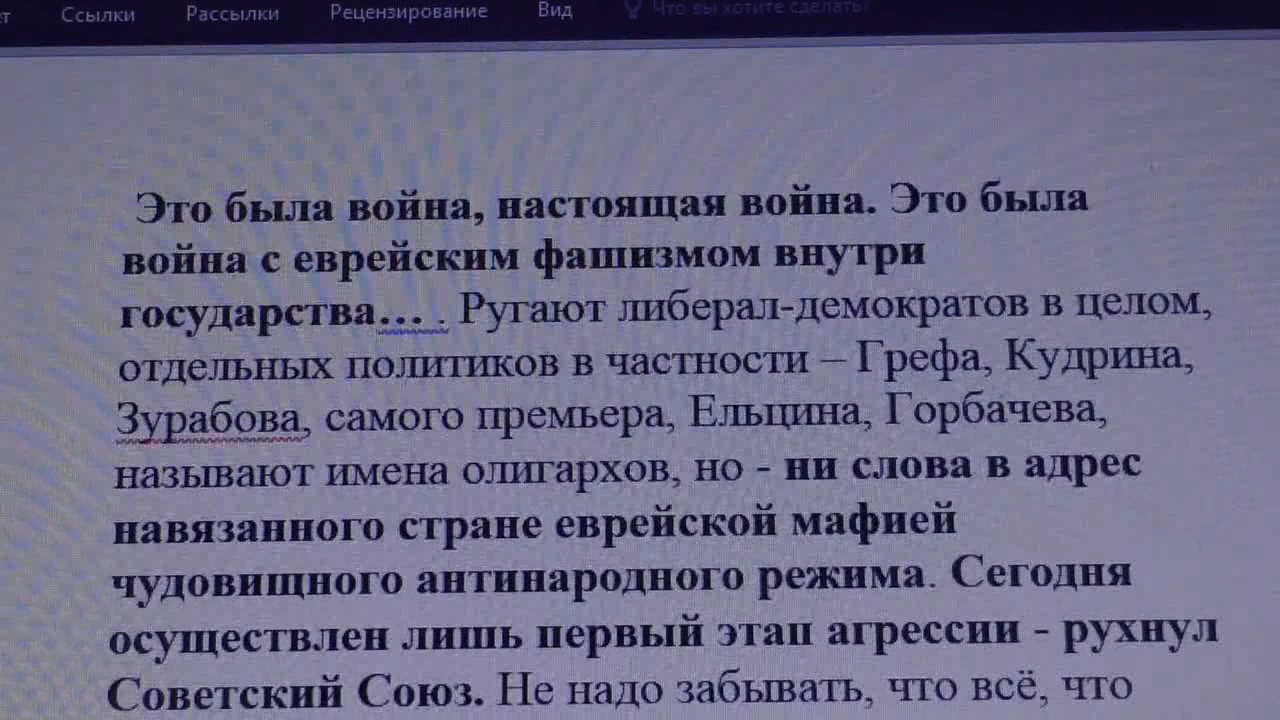 Ссылки Рассылки Рецензирование Вид Что вы хотите сделать?
Это была война, настоящая война. Это была
война с еврейским фашизмом внутри
государства... . Ругают либерал-демократов в целом,
отдельных политиков в частности – Грефа, Кудрина,
Зурабова, самого премьера, Ельцина, Горбачева,
называют имена олигархов, но - ни слова в адрес
навязанного стране еврейской мафией
чудовищного антинародного режима. Сегодня
осуществлен лишь первый этап агрессии - рухнул
Советский Союз. Не надо забывать, что всё, что